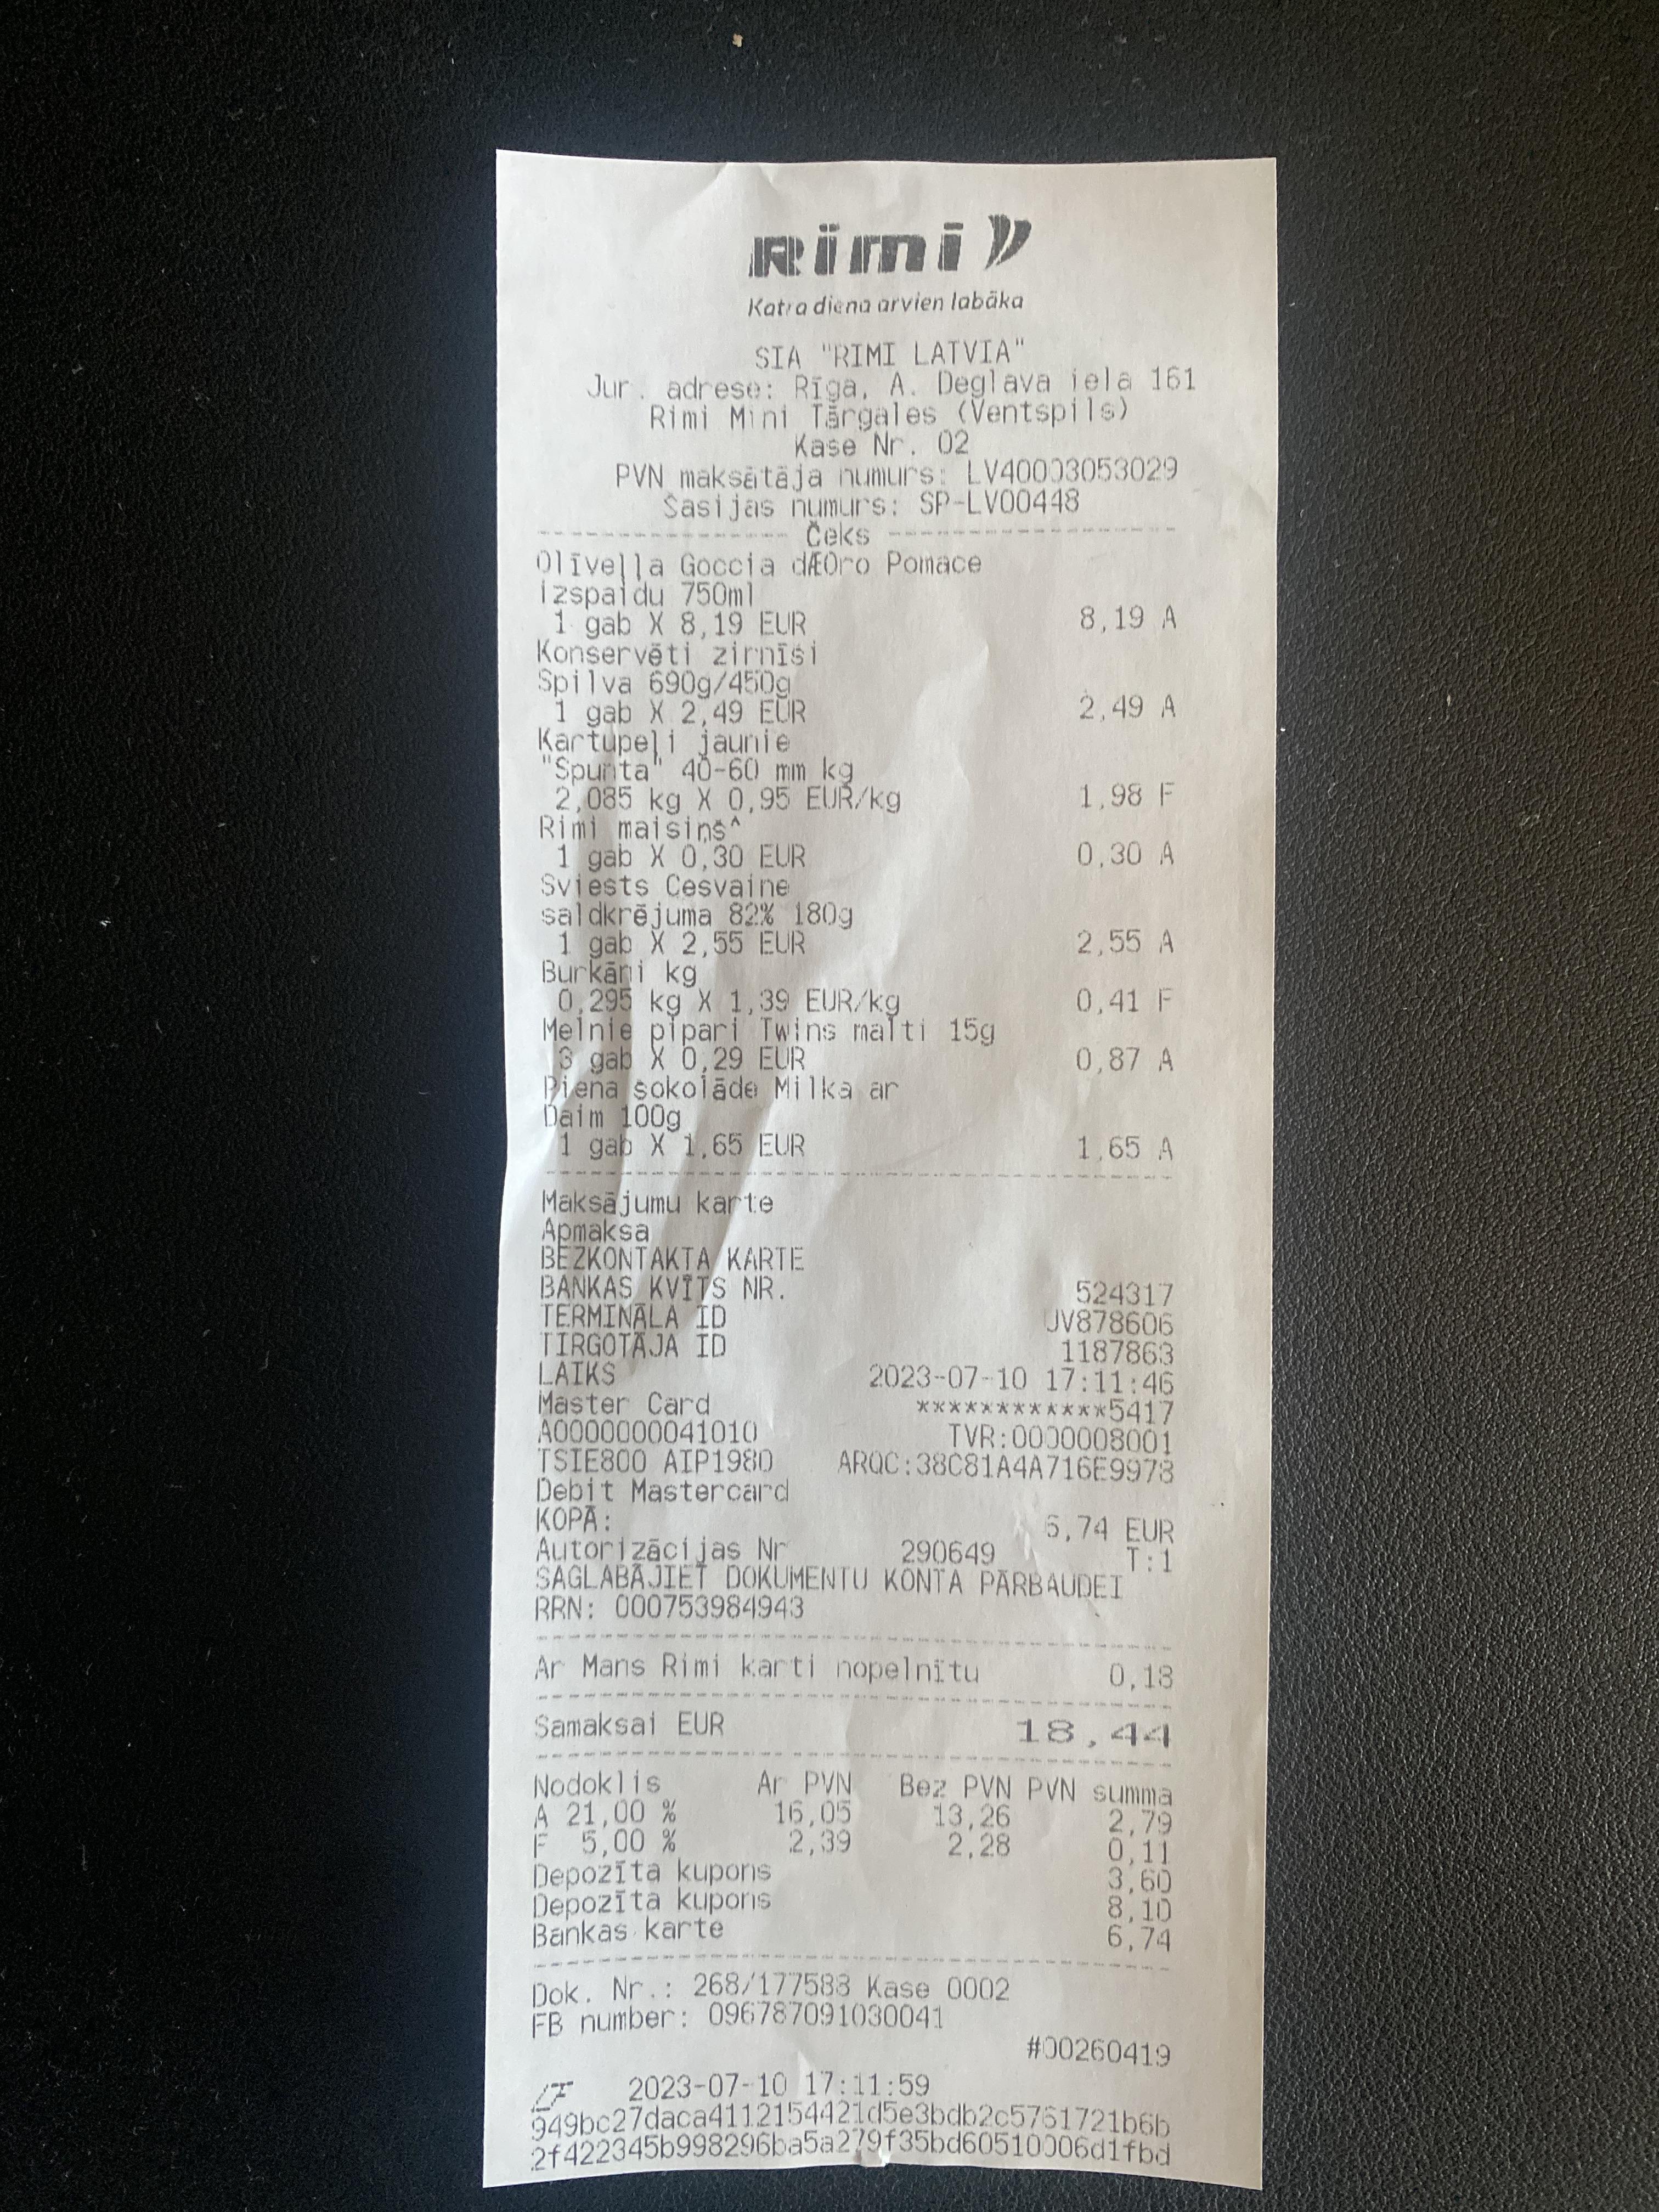 Rimi
Katra diena arvien labāka
SIA "RIMI LATVIA"
Jur. adrese: Rīga, A. Deglava iela 161
Rimi Mini Tārgales (Ventspils)
Kase Nr. 02
PVN maksātāja numurs: LV40003053029
Šasijas numurs: SP-LV00448
Čeks
Olīveļļa Goccia dÆOro Pomace
izspaidu 750ml
1 gab X 8,19 EUR 8,19 A
Konservēti zirnīši
Spilva 690g/450g
1 gab X 2,49 EUR 2,49 A
Kartupeļi jaunie
"Spunta" 40-60 mm kg
2,085 kg X 0,95 EUR/kg 1,98 F
Rimi maisiņš^
1 gab X 0,30 EUR 0,30 A
Sviests Cesvaine
saldkrējuma 82% 180g
1 gab X 2,55 EUR 2,55 A
Burkāni kg
0,295 kg X 1,39 EUR/kg 0,41 F
Melnie pipari Twins malti 15g
3 gab X 0,29 EUR 0,87 A
Piena šokolāde Milka ar
Daim 100g
1 gab X 1,65 EUR 1,65 A
Maksājumu karte
Apmaksa
BEZKONTAKTA KARTE
BANKAS KVĪTS NR. 524317
TERMINĀLA ID UV878606
TIRGOTĀJA ID 1187863
LAIKS 2023-07-10 17:11:46
Master Card ************5417
A0000000041010 TVR:0000008001
TSIE800 AIP1980 ARQC:38C81A4A716E9978
Debit Mastercard
KOPĀ: 6,74 EUR
Autorizācijas Nr 290649 T:1
SAGLABĀJIET DOKUMENTU KONTA PĀRBAUDEI
RRN: 000753984943
Ar Mans Rimi karti nopelnītu 0,18
Samaksai EUR 18,44
Nodoklis Ar PVN Bez PVN PVN summa
A 21,00 % 16,05 13,26 2,79
F 5,00 % 2,39 2,28 0,11
Depozīta kupons 3,60
Depozīta kupons 8,10
Bankas karte 6,74
Dok. Nr.: 268/177588 Kase 0002
FB number: 096787091030041
#00260419
2023-07-10 17:11:59
949bc27daca4112154421d5e3bdb2c5761721b6b
2f422345b998296ba5a279f35bd60510006d1fbd